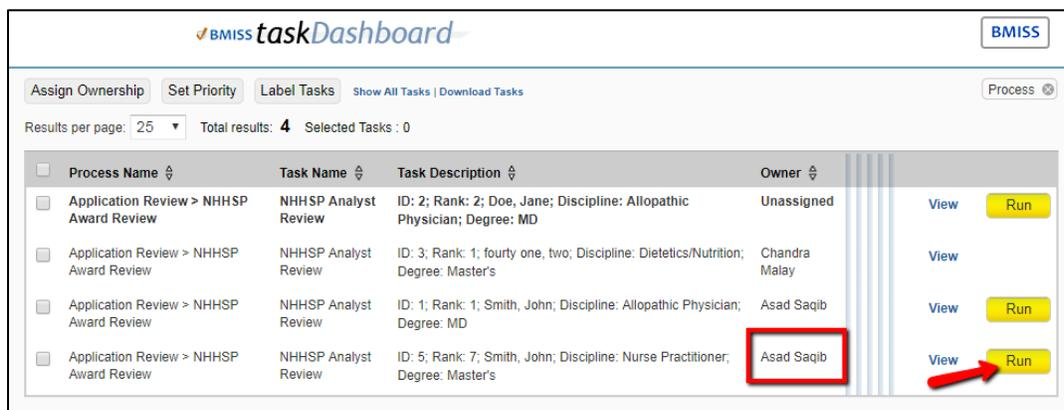 BMISS taskDashboard BMISS
Assign Ownership Set Priority Label Tasks Show All Tasks | Download Tasks Process
Results per page: 25 Total results: 4 Selected Tasks : 0
Process Name Task Name Task Description Owner
Application Review > NHHSP NHHSP Analyst ID: 2; Rank: 2; Doe, Jane; Discipline: Allopathic Unassigned View Run
Award Review Review Physician; Degree: MD
Application Review > NHHSP NHHSP Analyst ID: 3; Rank: 1; fourty one, two; Discipline: Dietetics/Nutrition; Chandra View
Award Review Review Degree: Master's Malay
Application Review > NHHSP NHHSP Analyst ID: 1; Rank: 1; Smith, John; Discipline: Allopathic Physician; Asad Saqib View Run
Award Review Review Degree: MD
Application Review > NHHSP NHHSP Analyst ID: 5; Rank: 7; Smith, John; Discipline: Nurse Practitioner; Asad Saqib View Run
Award Review Review Degree: Master's